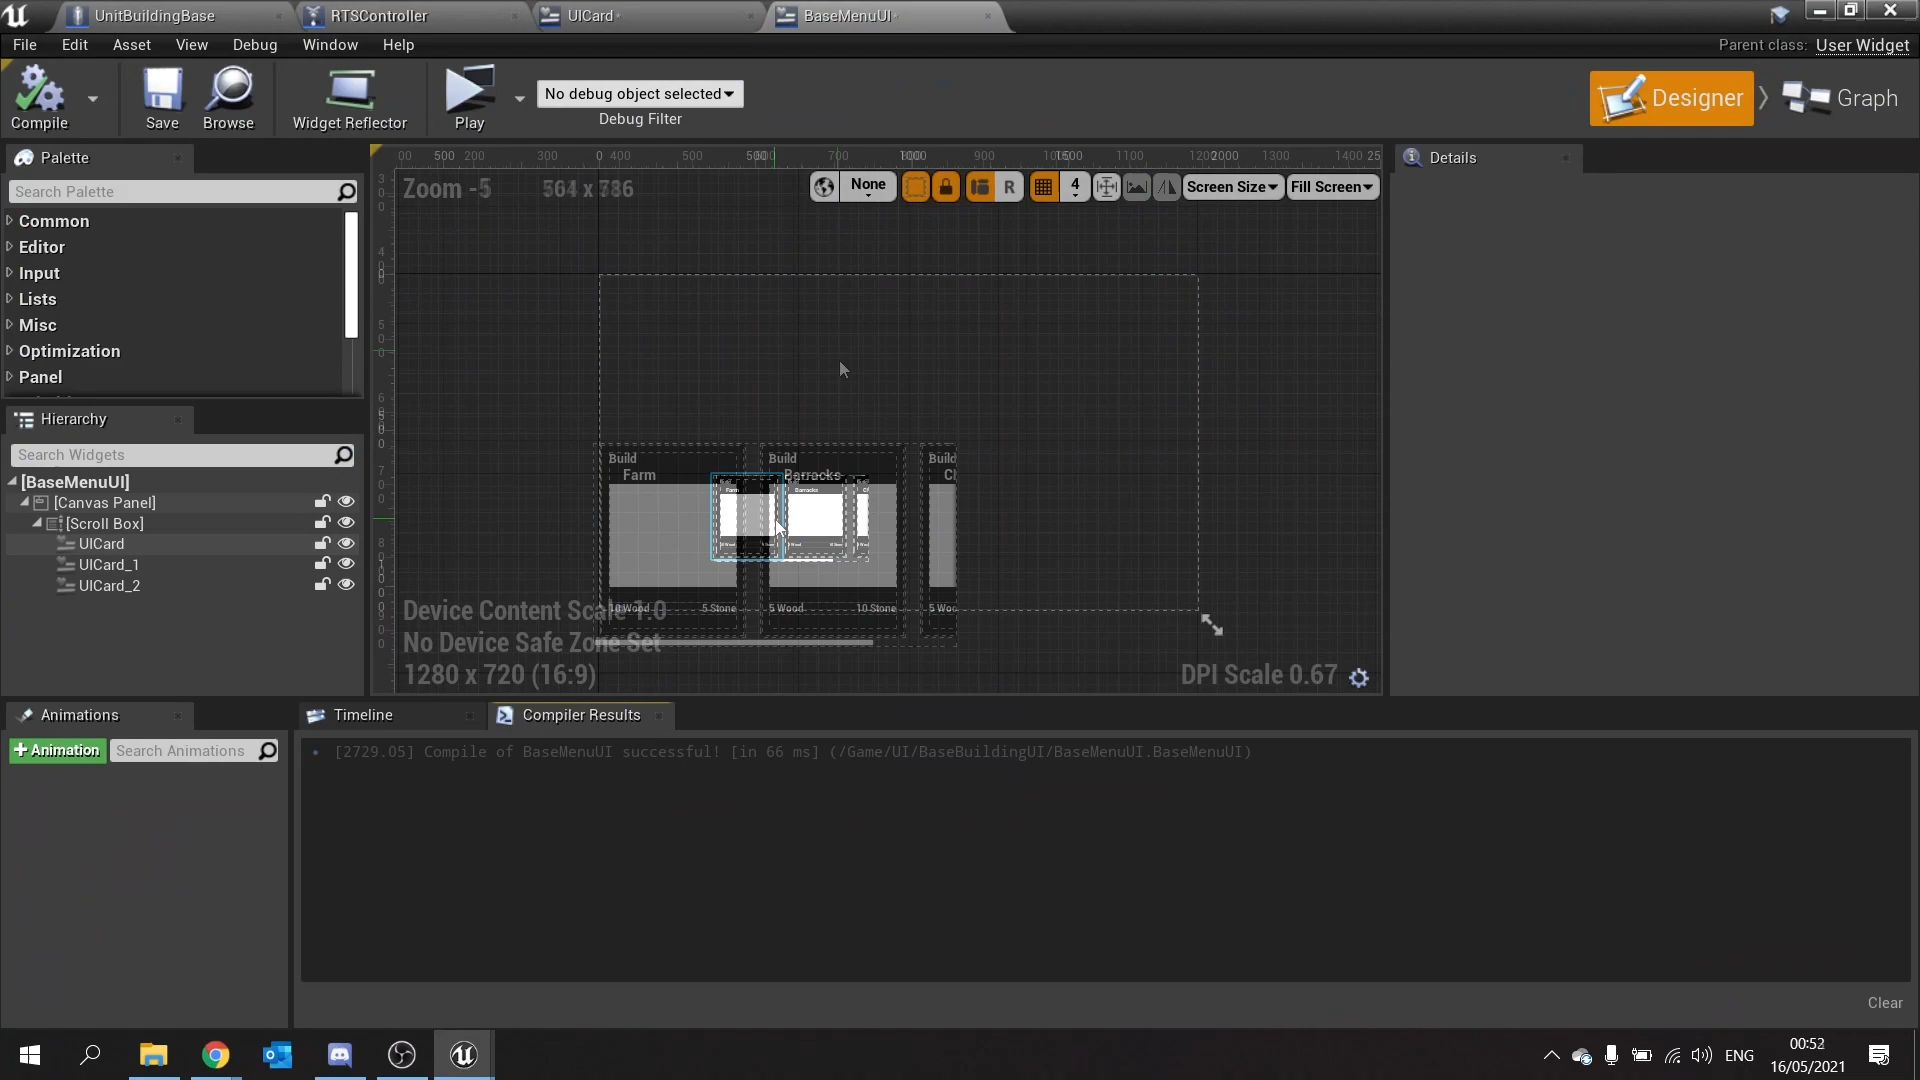 UnitBuildingBase
RTSController
UICard*
BaseMenuUI*
File Edit Asset View Debug Window Help
Parent class: User Widget
Compile
Save
Browse
Widget Reflector
Play
No debug object selected
Debug Filter
Designer
Graph
Palette
Search Palette
Common
Editor
Input
Lists
Misc
Optimization
Panel
Hierarchy
Search Widgets
[BaseMenuUI]
[Canvas Panel]
[Scroll Box]
UICard
UICard_1
UICard_2
Zoom -5
None
R
4
Screen Size
Fill Screen
Build
Farm
Build
Barracks
Build
10 Wood
5 Stone
5 Wood
10 Stone
Device Content Scale 1.0
No Device Safe Zone Set
1280 x 720 (16:9)
DPI Scale 0.67
Details
Animations
+ Animation
Search Animations
Timeline
Compiler Results
[2729.05] Compile of BaseMenuUI successful! [in 66 ms] (/Game/UI/BaseBuildingUI/BaseMenuUI.BaseMenuUI)
Clear
ENG
00:52
16/05/2021